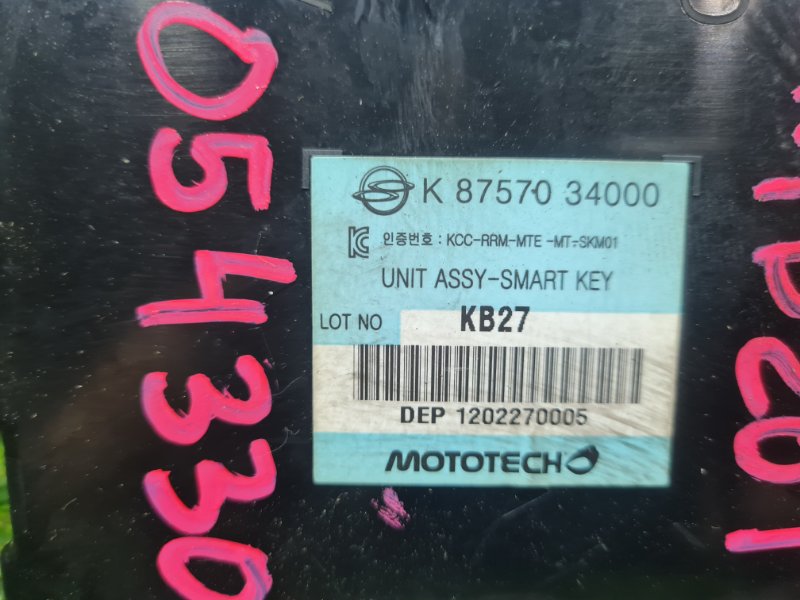 054330
K 87570 34000
인증번호 : KCC-RRM-MTE -MT-SKM01
UNIT ASSY-SMART KEY
LOT NO KB27
DEP 1202270005
MOTOTECH